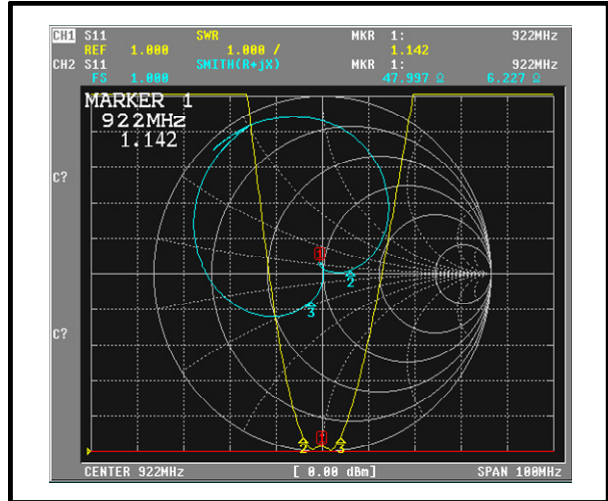 CH1 S11 SWR MKR 1: 922MHz
REF 1.000 1.000 / 1.142
CH2 S11 SMITH(R+jX) MKR 1: 922MHz
FS 1.000 47.997 Ω 6.227 Ω
MARKER 1
922MHz
1.142
C?
1
2
3
C?
1
2 3
CENTER 922MHz [ 0.00 dBm] SPAN 100MHz